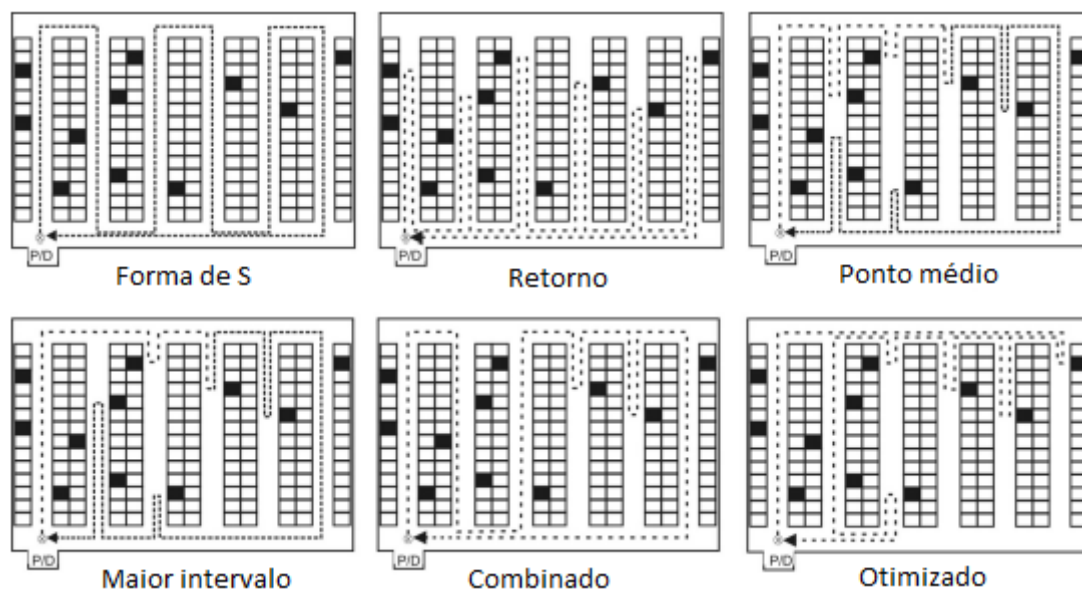 P/D
Forma de S
P/D
Retorno
P/D
Ponto médio
P/D
Maior intervalo
P/D
Combinado
P/D
Otimizado